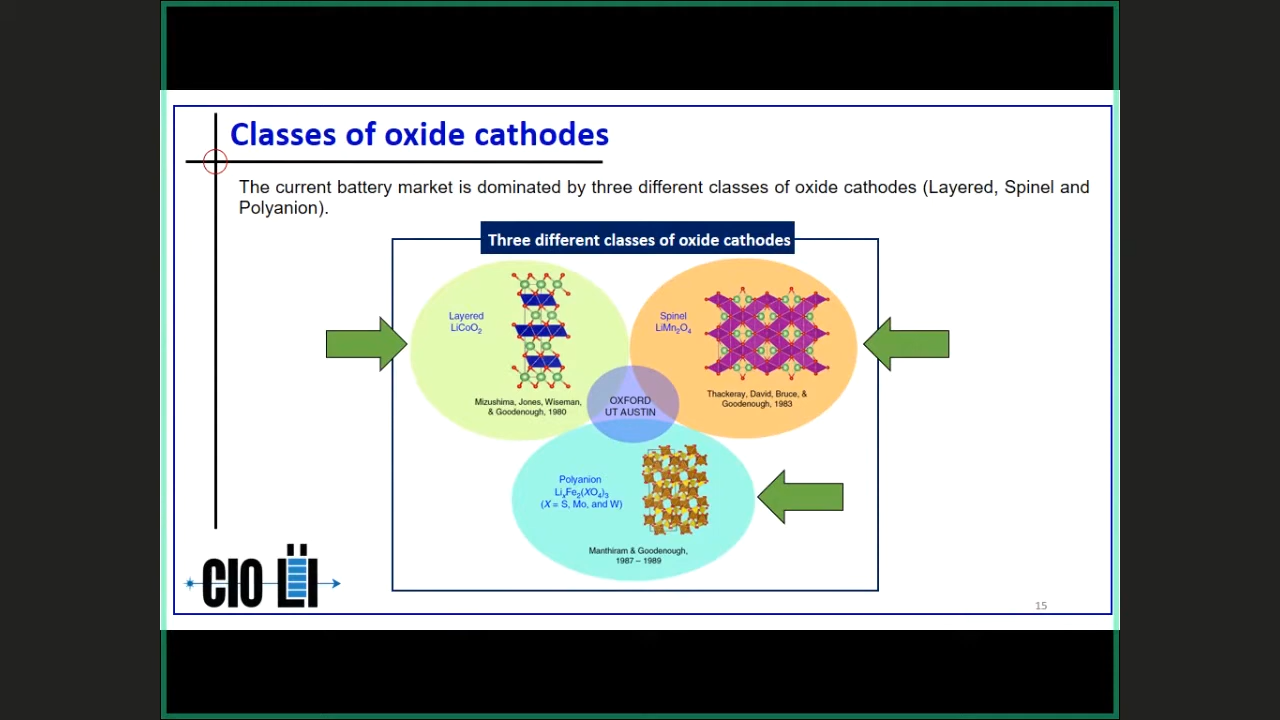 Classes of oxide cathodes
The current battery market is dominated by three different classes of oxide cathodes (Layered, Spinel and
Polyanion).
Three different classes of oxide cathodes
Layered
LiCoO₂
Mizushima, Jones, Wiseman,
& Goodenough, 1980
Spinel
LiMn₂O₄
Thackeray, David, Bruce, &
Goodenough, 1983
OXFORD
UT AUSTIN
Polyanion
LiₓFe₂(XO₄)₃
(X = S, Mo, and W)
Manthiram & Goodenough,
1987 – 1989
CIO Lï
15